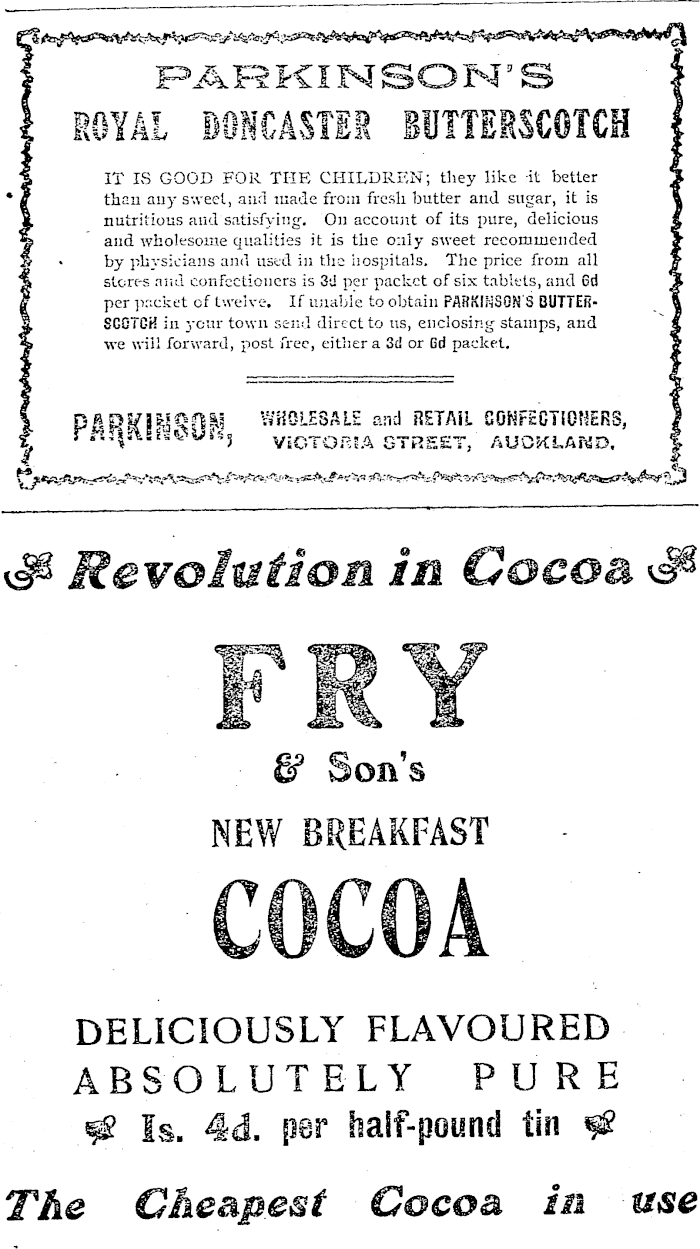 PARKINSON'S
ROYAL DONCASTER BUTTERSCOTCH
IT IS GOOD FOR THE CHILDREN; they like it better
than any sweet, and made from fresh butter and sugar, it is
nutritious and satisfying. On account of its pure, delicious
and wholesome qualities it is the only sweet recommended
by physicians and used in the hospitals. The price from all
stores and confectioners is 3d per packet of six tablets, and 6d
per packet of twelve. If unable to obtain PARKINSON'S BUTTER-
SCOTCH in your town send direct to us, enclosing stamps, and
we will forward, post free, either a 3d or 6d packet.
PARKINSON, WHOLESALE and RETAIL CONFECTIONERS,
VICTORIA STREET, AUCKLAND.
Revolution in Cocoa
FRY
& Son's
NEW BREAKFAST
COCOA
DELICIOUSLY FLAVOURED
ABSOLUTELY PURE
1s. 4d. per half-pound tin
The Cheapest Cocoa in use